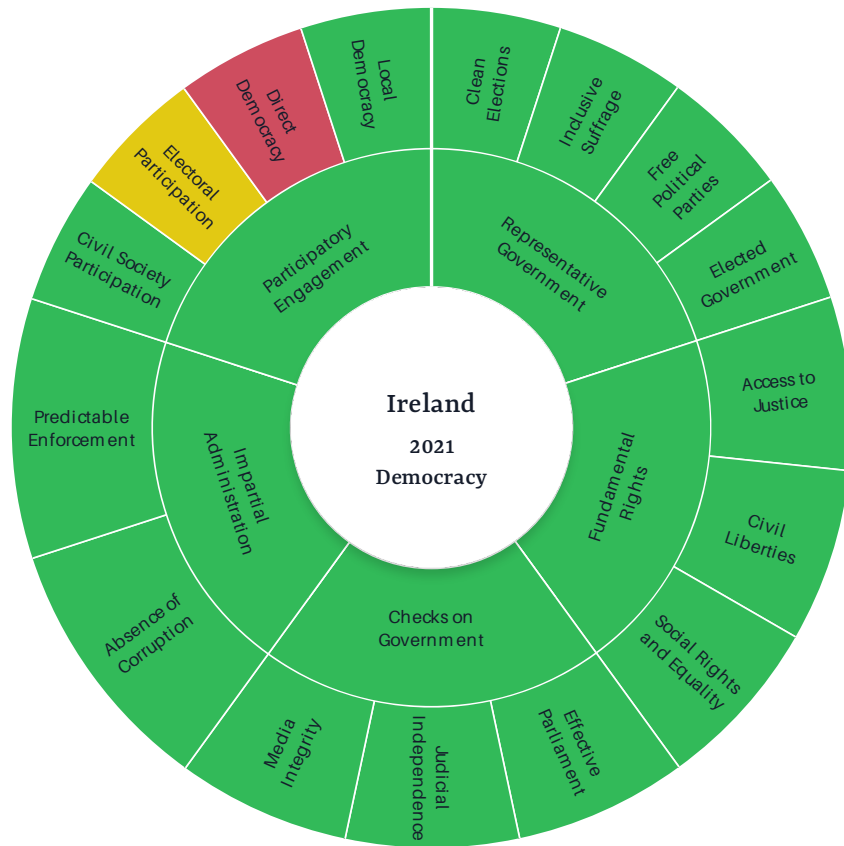 Ireland
2021
Democracy
Representative
Government
Clean
Elections
Inclusive
Suffrage
Free
Political
Parties
Elected
Government
Fundamental
Rights
Access to
Justice
Civil
Liberties
Social Rights
and Equality
Checks on
Government
Effective
Parliament
Judicial
Independence
Media
Integrity
Impartial
Administration
Absence of
Corruption
Predictable
Enforcement
Participatory
Engagement
Civil Society
Participation
Electoral
Participation
Direct
Democracy
Local
Democracy